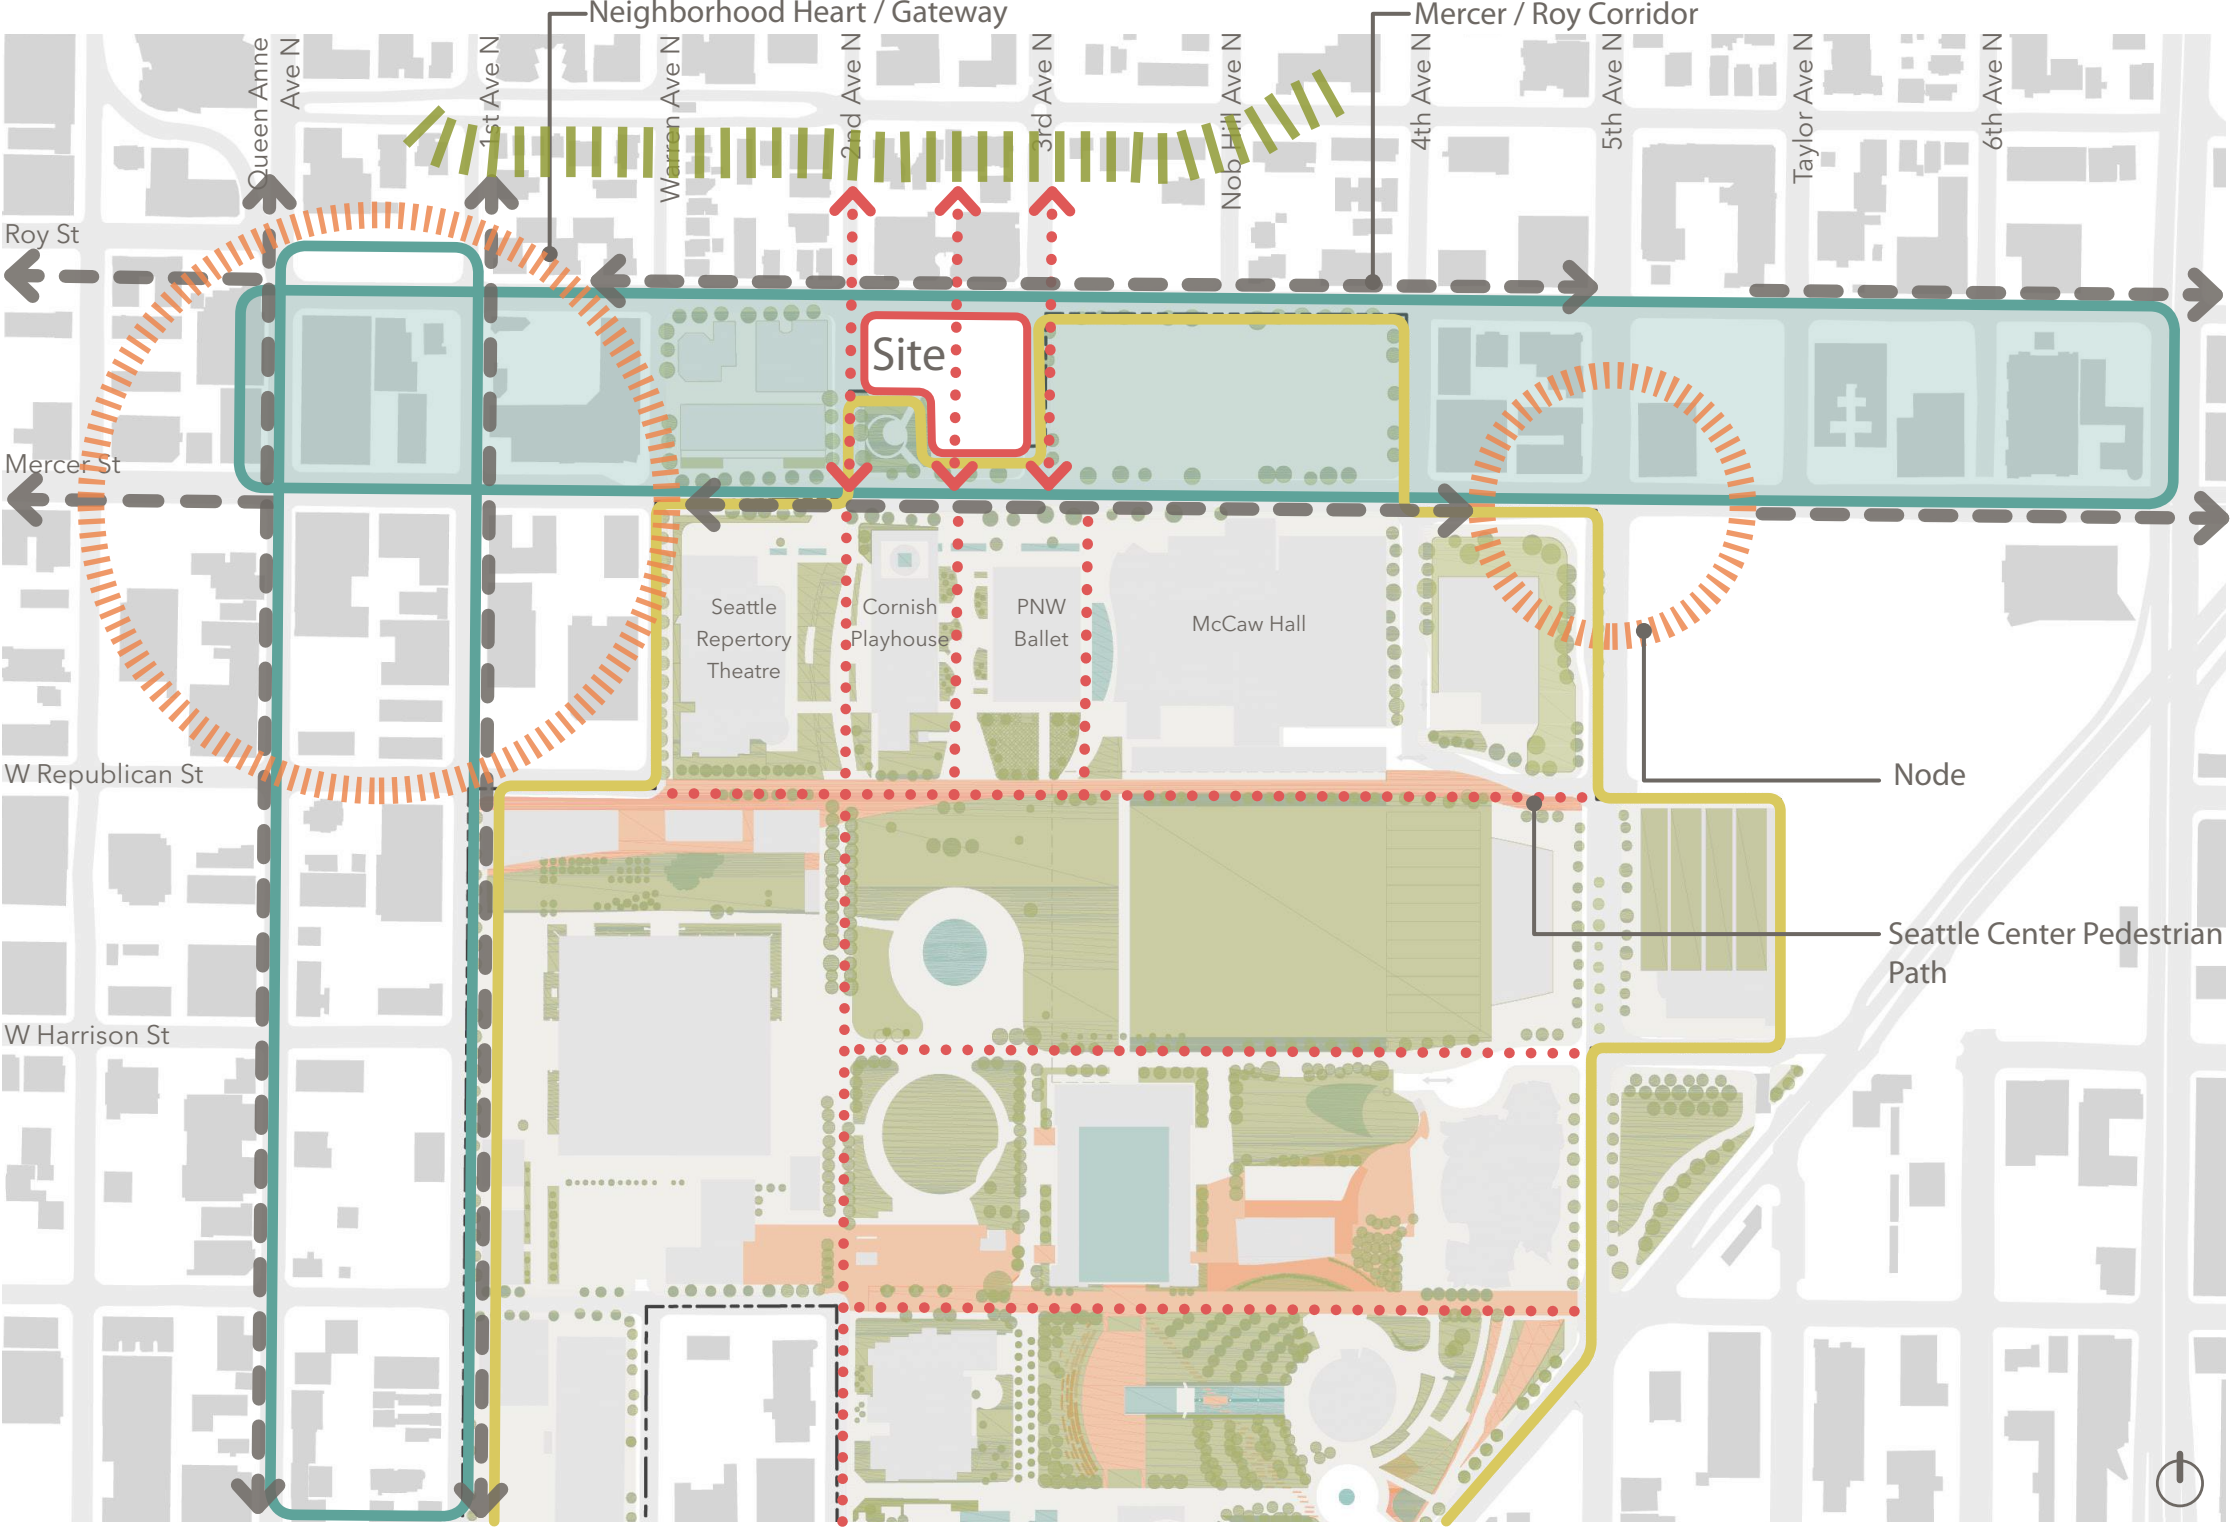 Neighborhood Heart / Gateway
Mercer / Roy Corridor
Queen Anne
Ave N
1st Ave N
Warren Ave N
2nd Ave N
3rd Ave N
Nob Hill Ave N
4th Ave N
5th Ave N
Taylor Ave N
6th Ave N
Roy St
Site
Mercer St
Seattle
Repertory
Theatre
Cornish
Playhouse
PNW
Ballet
McCaw Hall
W Republican St
Node
Seattle Center Pedestrian
Path
W Harrison St